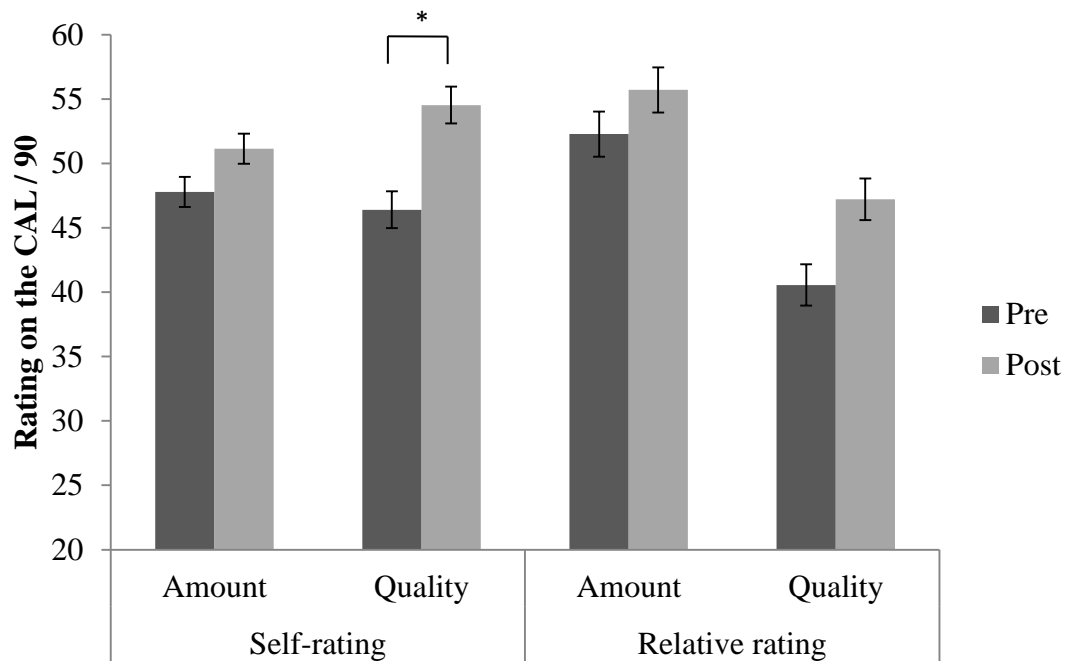 *
60
55
50
45
40
35
30
25
20
Rating on the CAL / 90
Pre
Post
Amount Quality Amount Quality
Self-rating Relative rating